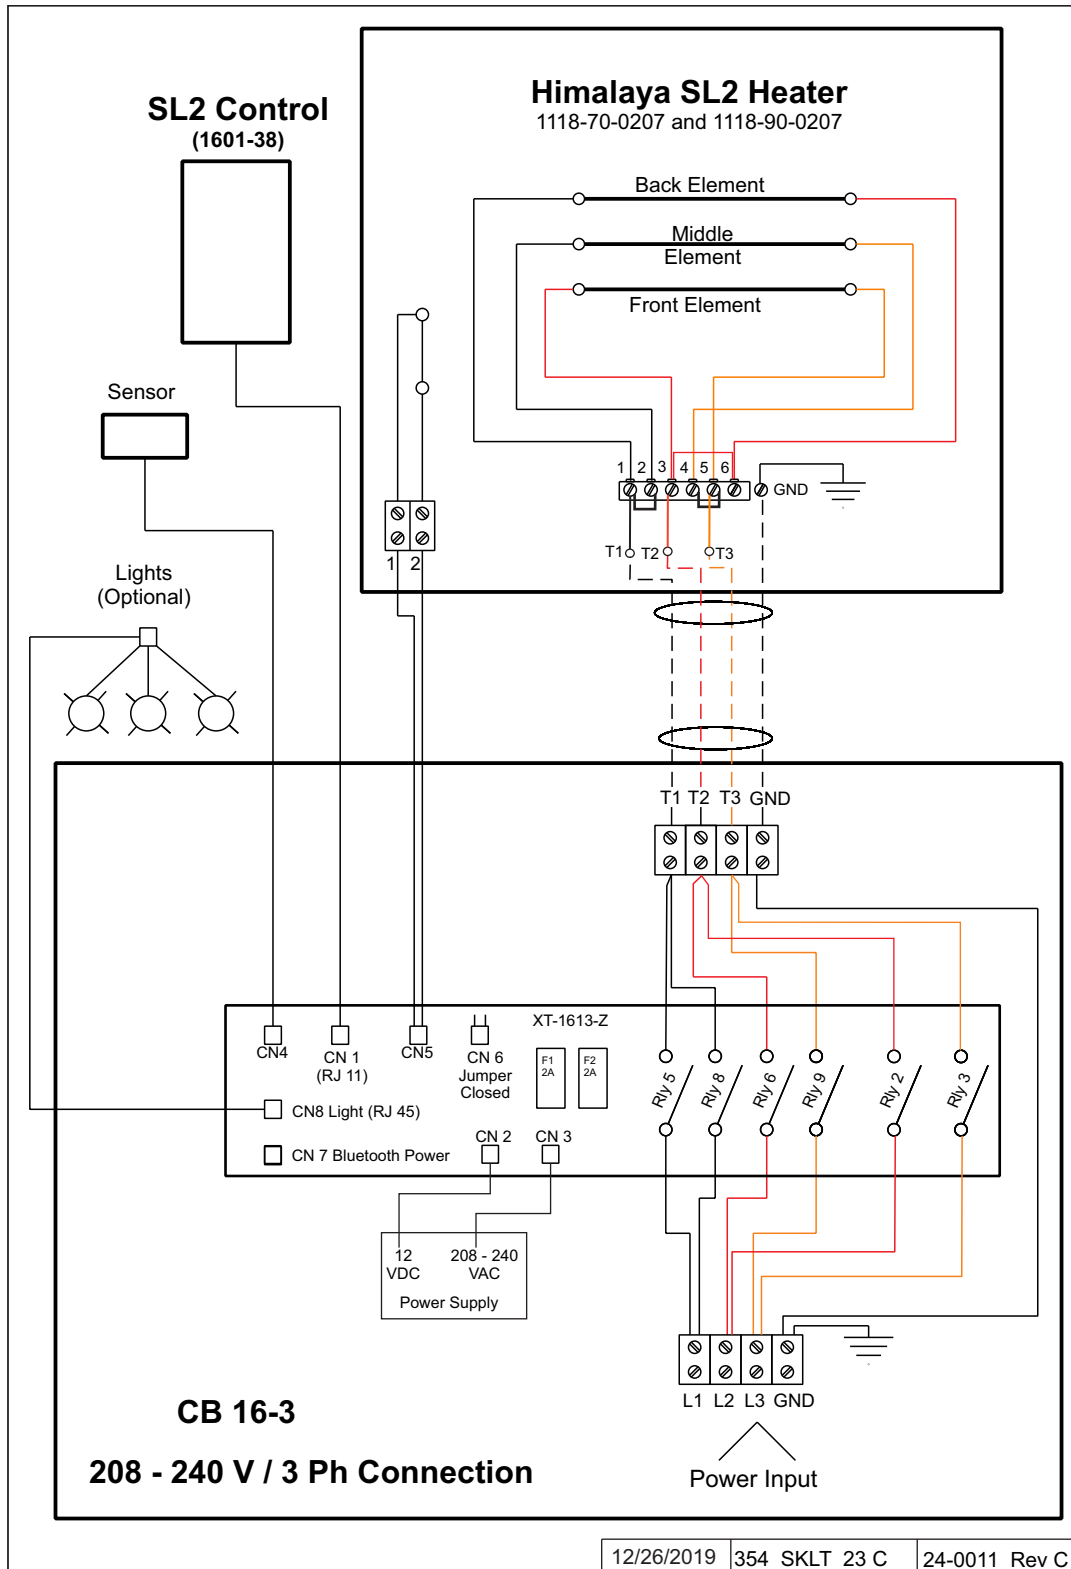 Himalaya SL2 Heater
1118-70-0207 and 1118-90-0207
SL2 Control
(1601-38)
Back Element
Middle
Element
Front Element
Sensor
1 2 3 4 5 6
GND
T1 T2 T3
1 2
Lights
(Optional)
T1 T2 T3 GND
XT-1613-Z
CN4
CN 1
(RJ 11)
CN5
CN 6
Jumper
Closed
F1
2A
F2
2A
Rly 5
Rly 8
Rly 6
Rly 9
Rly 2
Rly 3
CN8 Light (RJ 45)
CN 7 Bluetooth Power
CN 2
CN 3
12
VDC
208 - 240
VAC
Power Supply
L1 L2 L3 GND
Power Input
CB 16-3
208 - 240 V / 3 Ph Connection
12/26/2019
354 SKLT 23 C
24-0011 Rev C